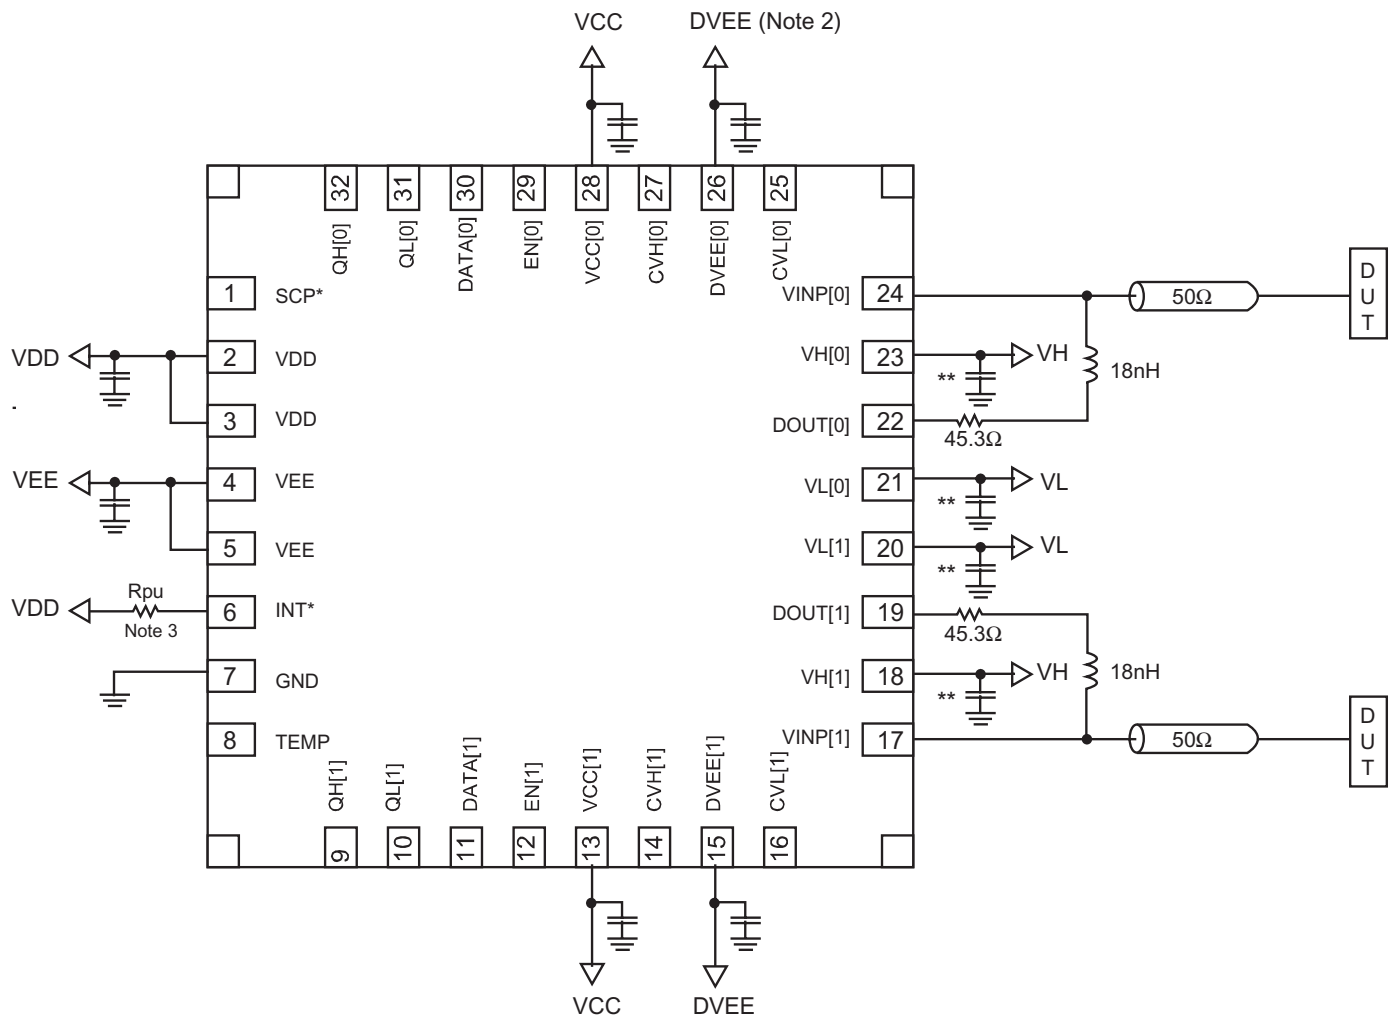 VCC
DVEE (Note 2)
32
31
30
29
28
27
26
25
QH[0]
QL[0]
DATA[0]
EN[0]
VCC[0]
CVH[0]
DVEE[0]
CVL[0]
1
SCP*
VINP[0]
24
50Ω
DUT
VDD
2
VDD
VH[0]
23
**
VH
18nH
.
3
VDD
DOUT[0]
22
45.3Ω
VEE
4
VEE
VL[0]
21
**
VL
5
VEE
VL[1]
20
**
VL
VDD
Rpu
Note 3
6
INT*
DOUT[1]
19
45.3Ω
7
GND
VH[1]
18
**
VH
18nH
8
TEMP
VINP[1]
17
50Ω
DUT
QH[1]
QL[1]
DATA[1]
EN[1]
VCC[1]
CVH[1]
DVEE[1]
CVL[1]
9
10
11
12
13
14
15
16
VCC
DVEE